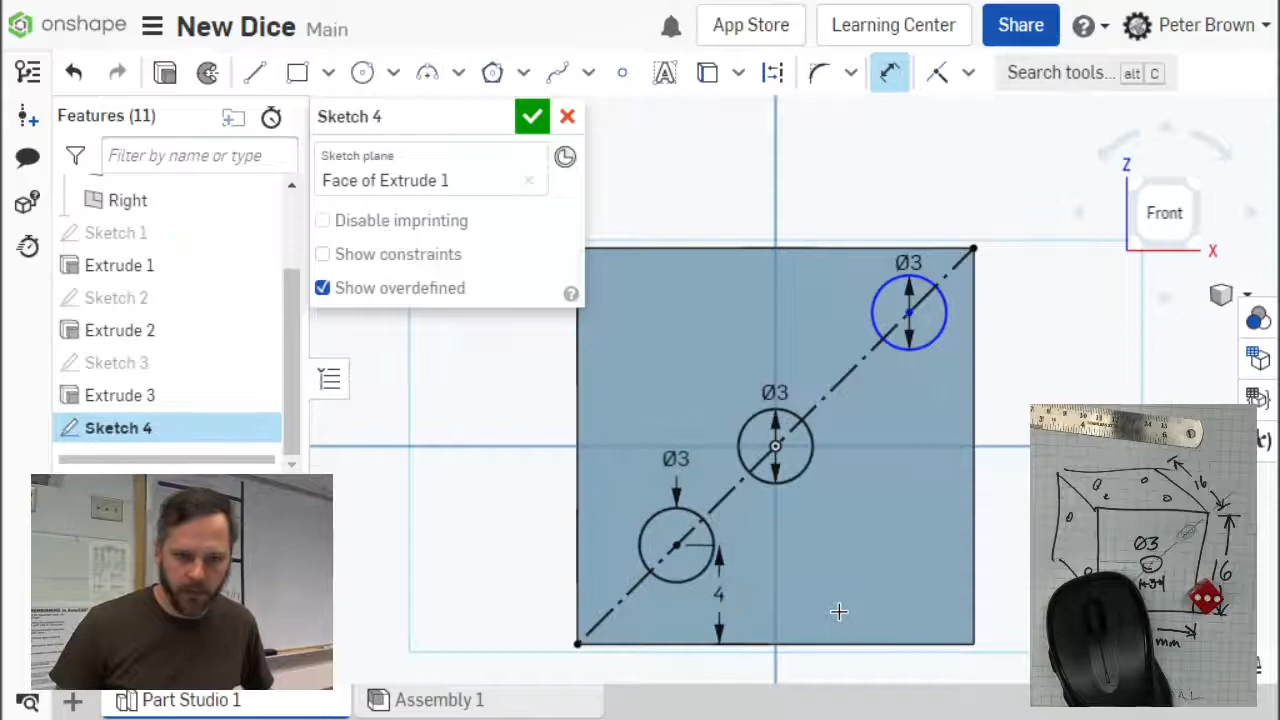 onshape New Dice Main App Store Learning Center Share ? Peter Brown
Search tools... alt C
Features (11)
Filter by name or type
Right
Sketch 1
Extrude 1
Sketch 2
Extrude 2
Sketch 3
Extrude 3
Sketch 4
Sketch 4
Sketch plane
Face of Extrude 1
Disable imprinting
Show constraints
Show overdefined
Ø3
Ø3
Ø3
4
Z
Front
X
16
Ø3
16
mm
Part Studio 1
Assembly 1